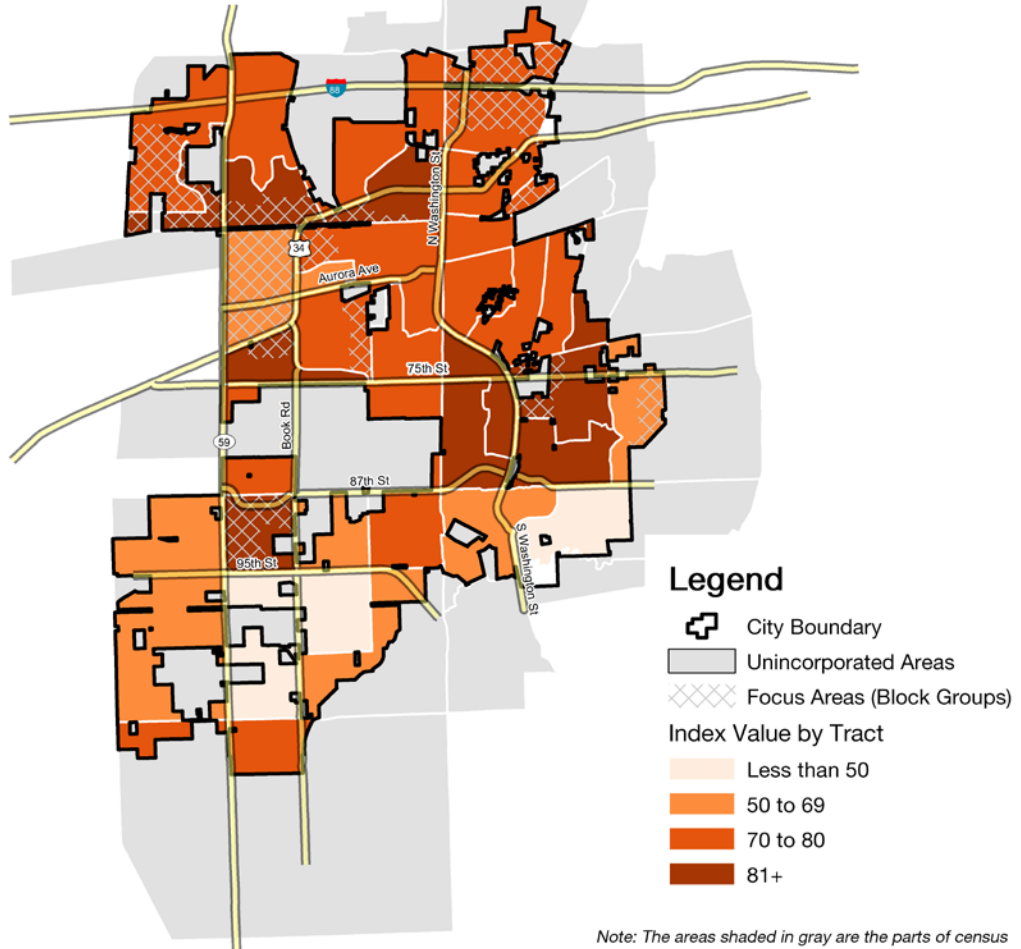 88
N Washington St
34
Aurora Ave
75th St
Book Rd
59
87th St
S Washington St
95th St
Legend
City Boundary
Unincorporated Areas
Focus Areas (Block Groups)
Index Value by Tract
Less than 50
50 to 69
70 to 80
81+
Note: The areas shaded in gray are the parts of census